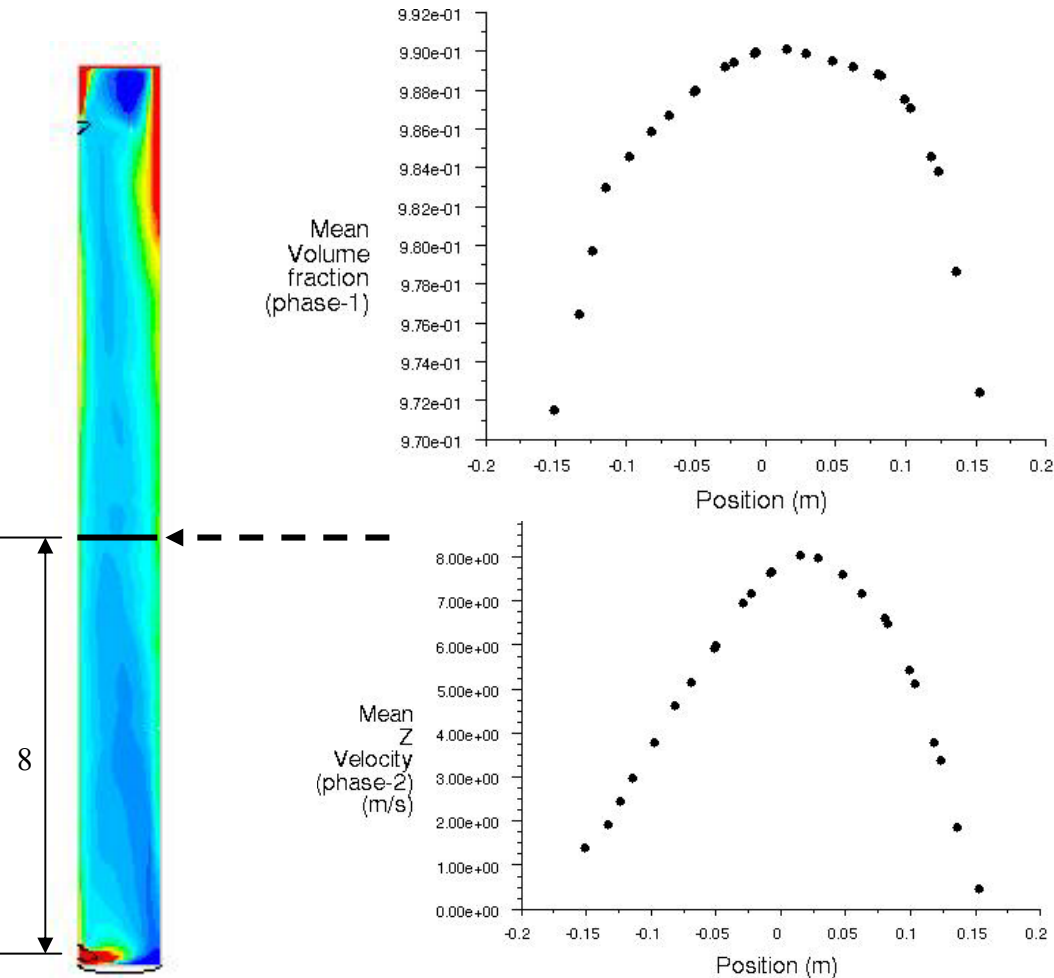 9.92e-01
9.90e-01
9.88e-01
9.86e-01
9.84e-01
9.82e-01
9.80e-01
9.78e-01
9.76e-01
9.74e-01
9.72e-01
9.70e-01
Mean
Volume
fraction
(phase-1)
-0.2 -0.15 -0.1 -0.05 0 0.05 0.1 0.15 0.2
Position (m)
8
8.00e+00
7.00e+00
6.00e+00
5.00e+00
4.00e+00
3.00e+00
2.00e+00
1.00e+00
0.00e+00
Mean
Z
Velocity
(phase-2)
(m/s)
-0.2 -0.15 -0.1 -0.05 0 0.05 0.1 0.15 0.2
Position (m)